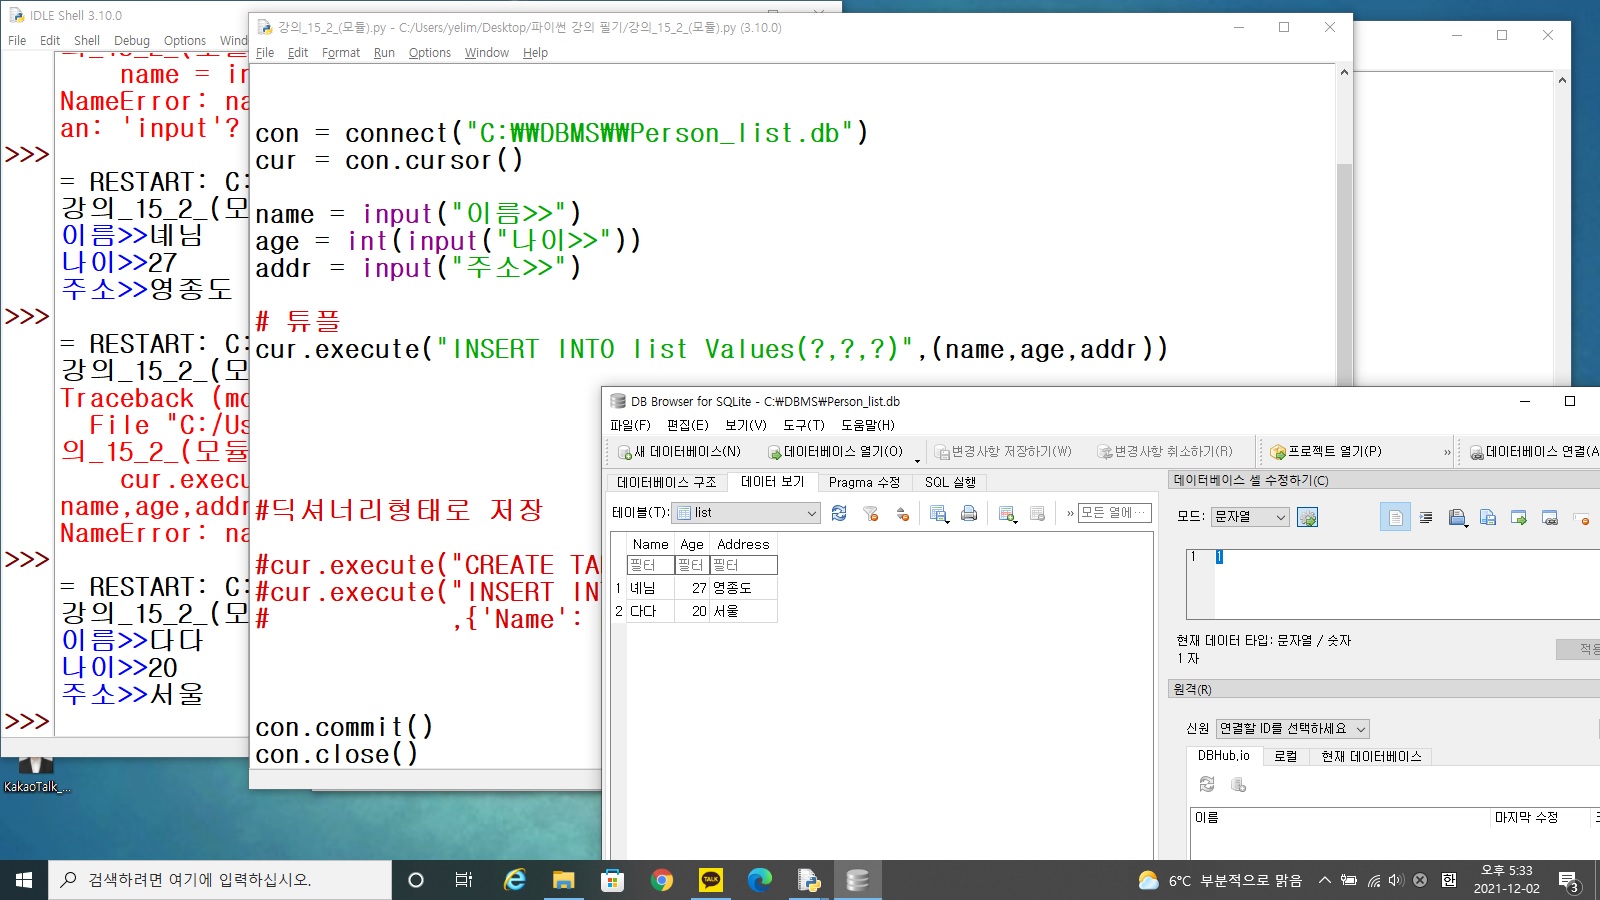 IDLE Shell 3.10.0
File Edit Shell Debug Options Wind
name = in
NameError: na
an: 'input'?
>>>
= RESTART: C:
강의_15_2_(모
이름>>네님
나이>>27
주소>>영종도
>>>
= RESTART: C:
강의_15_2_(모
Traceback (mo
File "C:/Us
의_15_2_(모듈
cur.execu
name,age,addr
NameError: na
>>>
= RESTART: C:
강의_15_2_(모
이름>>다다
나이>>20
주소>>서울
>>>
강의_15_2_(모듈).py - C:/Users/yelim/Desktop/파이썬 강의 필기/강의_15_2_(모듈).py (3.10.0)
File Edit Format Run Options Window Help
con = connect("C:\\DBMS\\Person_list.db")
cur = con.cursor()
name = input("이름>>")
age = int(input("나이>>"))
addr = input("주소>>")
# 튜플
cur.execute("INSERT INTO list Values(?,?,?)",(name,age,addr))
#딕셔너리형태로 저장
#cur.execute("CREATE TA
#cur.execute("INSERT IN
# ,{'Name':
con.commit()
con.close()
DB Browser for SQLite - C:\DBMS\Person_list.db
파일(F) 편집(E) 보기(V) 도구(T) 도움말(H)
새 데이터베이스(N) 데이터베이스 열기(O) 변경사항 저장하기(W) 변경사항 취소하기(R) 프로젝트 열기(P) » 데이터베이스 연결(A
데이터베이스 구조 데이터 보기 Pragma 수정 SQL 실행
테이블(T): list » 모든 열에…
Name Age Address
필터 필터 필터
1 네님 27 영종도
2 다다 20 서울
데이터베이스 셀 수정하기(C)
모드: 문자열
1 1
현재 데이터 타입: 문자열 / 숫자
1 자
적용
원격(R)
신원 연결할 ID를 선택하세요
DBHub.io 로컬 현재 데이터베이스
이름 마지막 수정
KakaoTalk_...
검색하려면 여기에 입력하십시오.
TALK
6°C 부분적으로 맑음
한
오후 5:33
2021-12-02
3